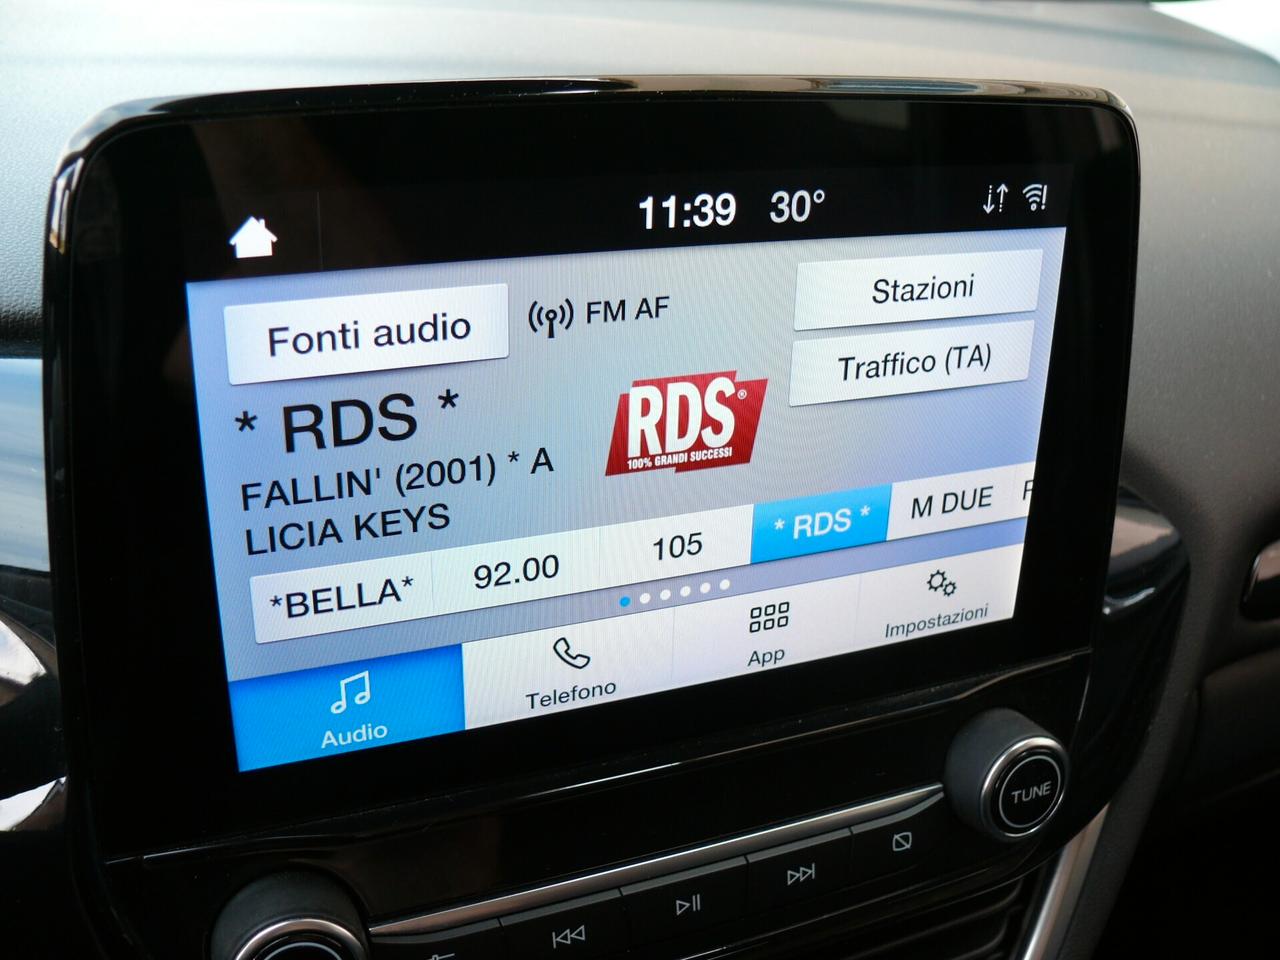 11:39 30°
Fonti audio
FM AF
Stazioni
Traffico (TA)
* RDS *
FALLIN' (2001) * A
LICIA KEYS
RDS®
100% GRANDI SUCCESSI
*BELLA* 92.00 105 * RDS * M DUE
Audio Telefono App Impostazioni
TUNE